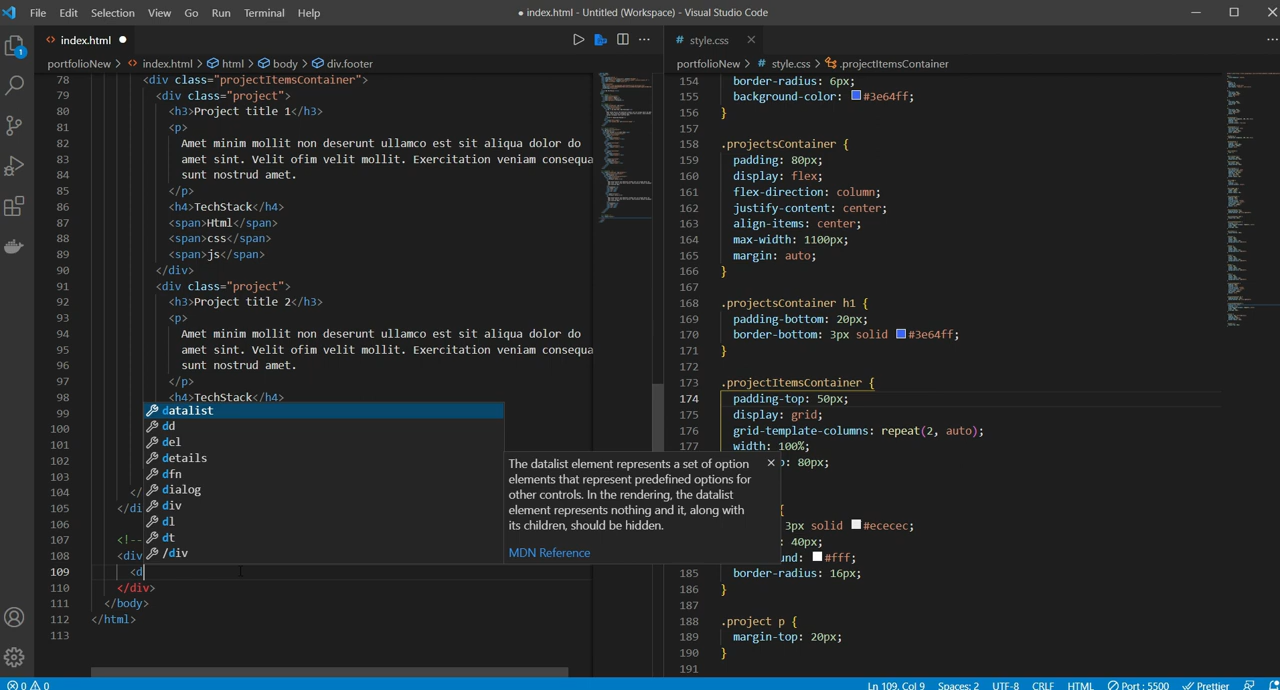 File Edit Selection View Go Run Terminal Help
● index.html - Untitled (Workspace) - Visual Studio Code
1
<> index.html ●
# style.css ×
portfolioNew > <> index.html > html > body > div.footer
portfolioNew > # style.css > .projectItemsContainer
78 <div class="projectItemsContainer">
79 <div class="project">
80 <h3>Project title 1</h3>
81 <p>
82 Amet minim mollit non deserunt ullamco est sit aliqua dolor do
83 amet sint. Velit ofim velit mollit. Exercitation veniam consequa
84 sunt nostrud amet.
85 </p>
86 <h4>TechStack</h4>
87 <span>Html</span>
88 <span>css</span>
89 <span>js</span>
90 </div>
91 <div class="project">
92 <h3>Project title 2</h3>
93 <p>
94 Amet minim mollit non deserunt ullamco est sit aliqua dolor do
95 amet sint. Velit ofim velit mollit. Exercitation veniam consequa
96 sunt nostrud amet.
97 </p>
98 <h4>TechStack</h4>
99
100
101
102
103
104 </
105 </di
106
107 <!--
108 <div
109 <d
110 </div>
111 </body>
112 </html>
113
datalist
dd
del
details
dfn
dialog
div
dl
dt
/div
The datalist element represents a set of option
elements that represent predefined options for
other controls. In the rendering, the datalist
element represents nothing and it, along with
its children, should be hidden.
MDN Reference
154 border-radius: 6px;
155 background-color: #3e64ff;
156 }
157
158 .projectsContainer {
159 padding: 80px;
160 display: flex;
161 flex-direction: column;
162 justify-content: center;
163 align-items: center;
164 max-width: 1100px;
165 margin: auto;
166 }
167
168 .projectsContainer h1 {
169 padding-bottom: 20px;
170 border-bottom: 3px solid #3e64ff;
171 }
172
173 .projectItemsContainer {
174 padding-top: 50px;
175 display: grid;
176 grid-template-columns: repeat(2, auto);
177 width: 100%;
: 80px;
{
3px solid #ececec;
: 40px;
und: #fff;
185 border-radius: 16px;
186 }
187
188 .project p {
189 margin-top: 20px;
190 }
191
0 0
Ln 109, Col 9 Spaces: 2 UTF-8 CRLF HTML Port : 5500 Prettier